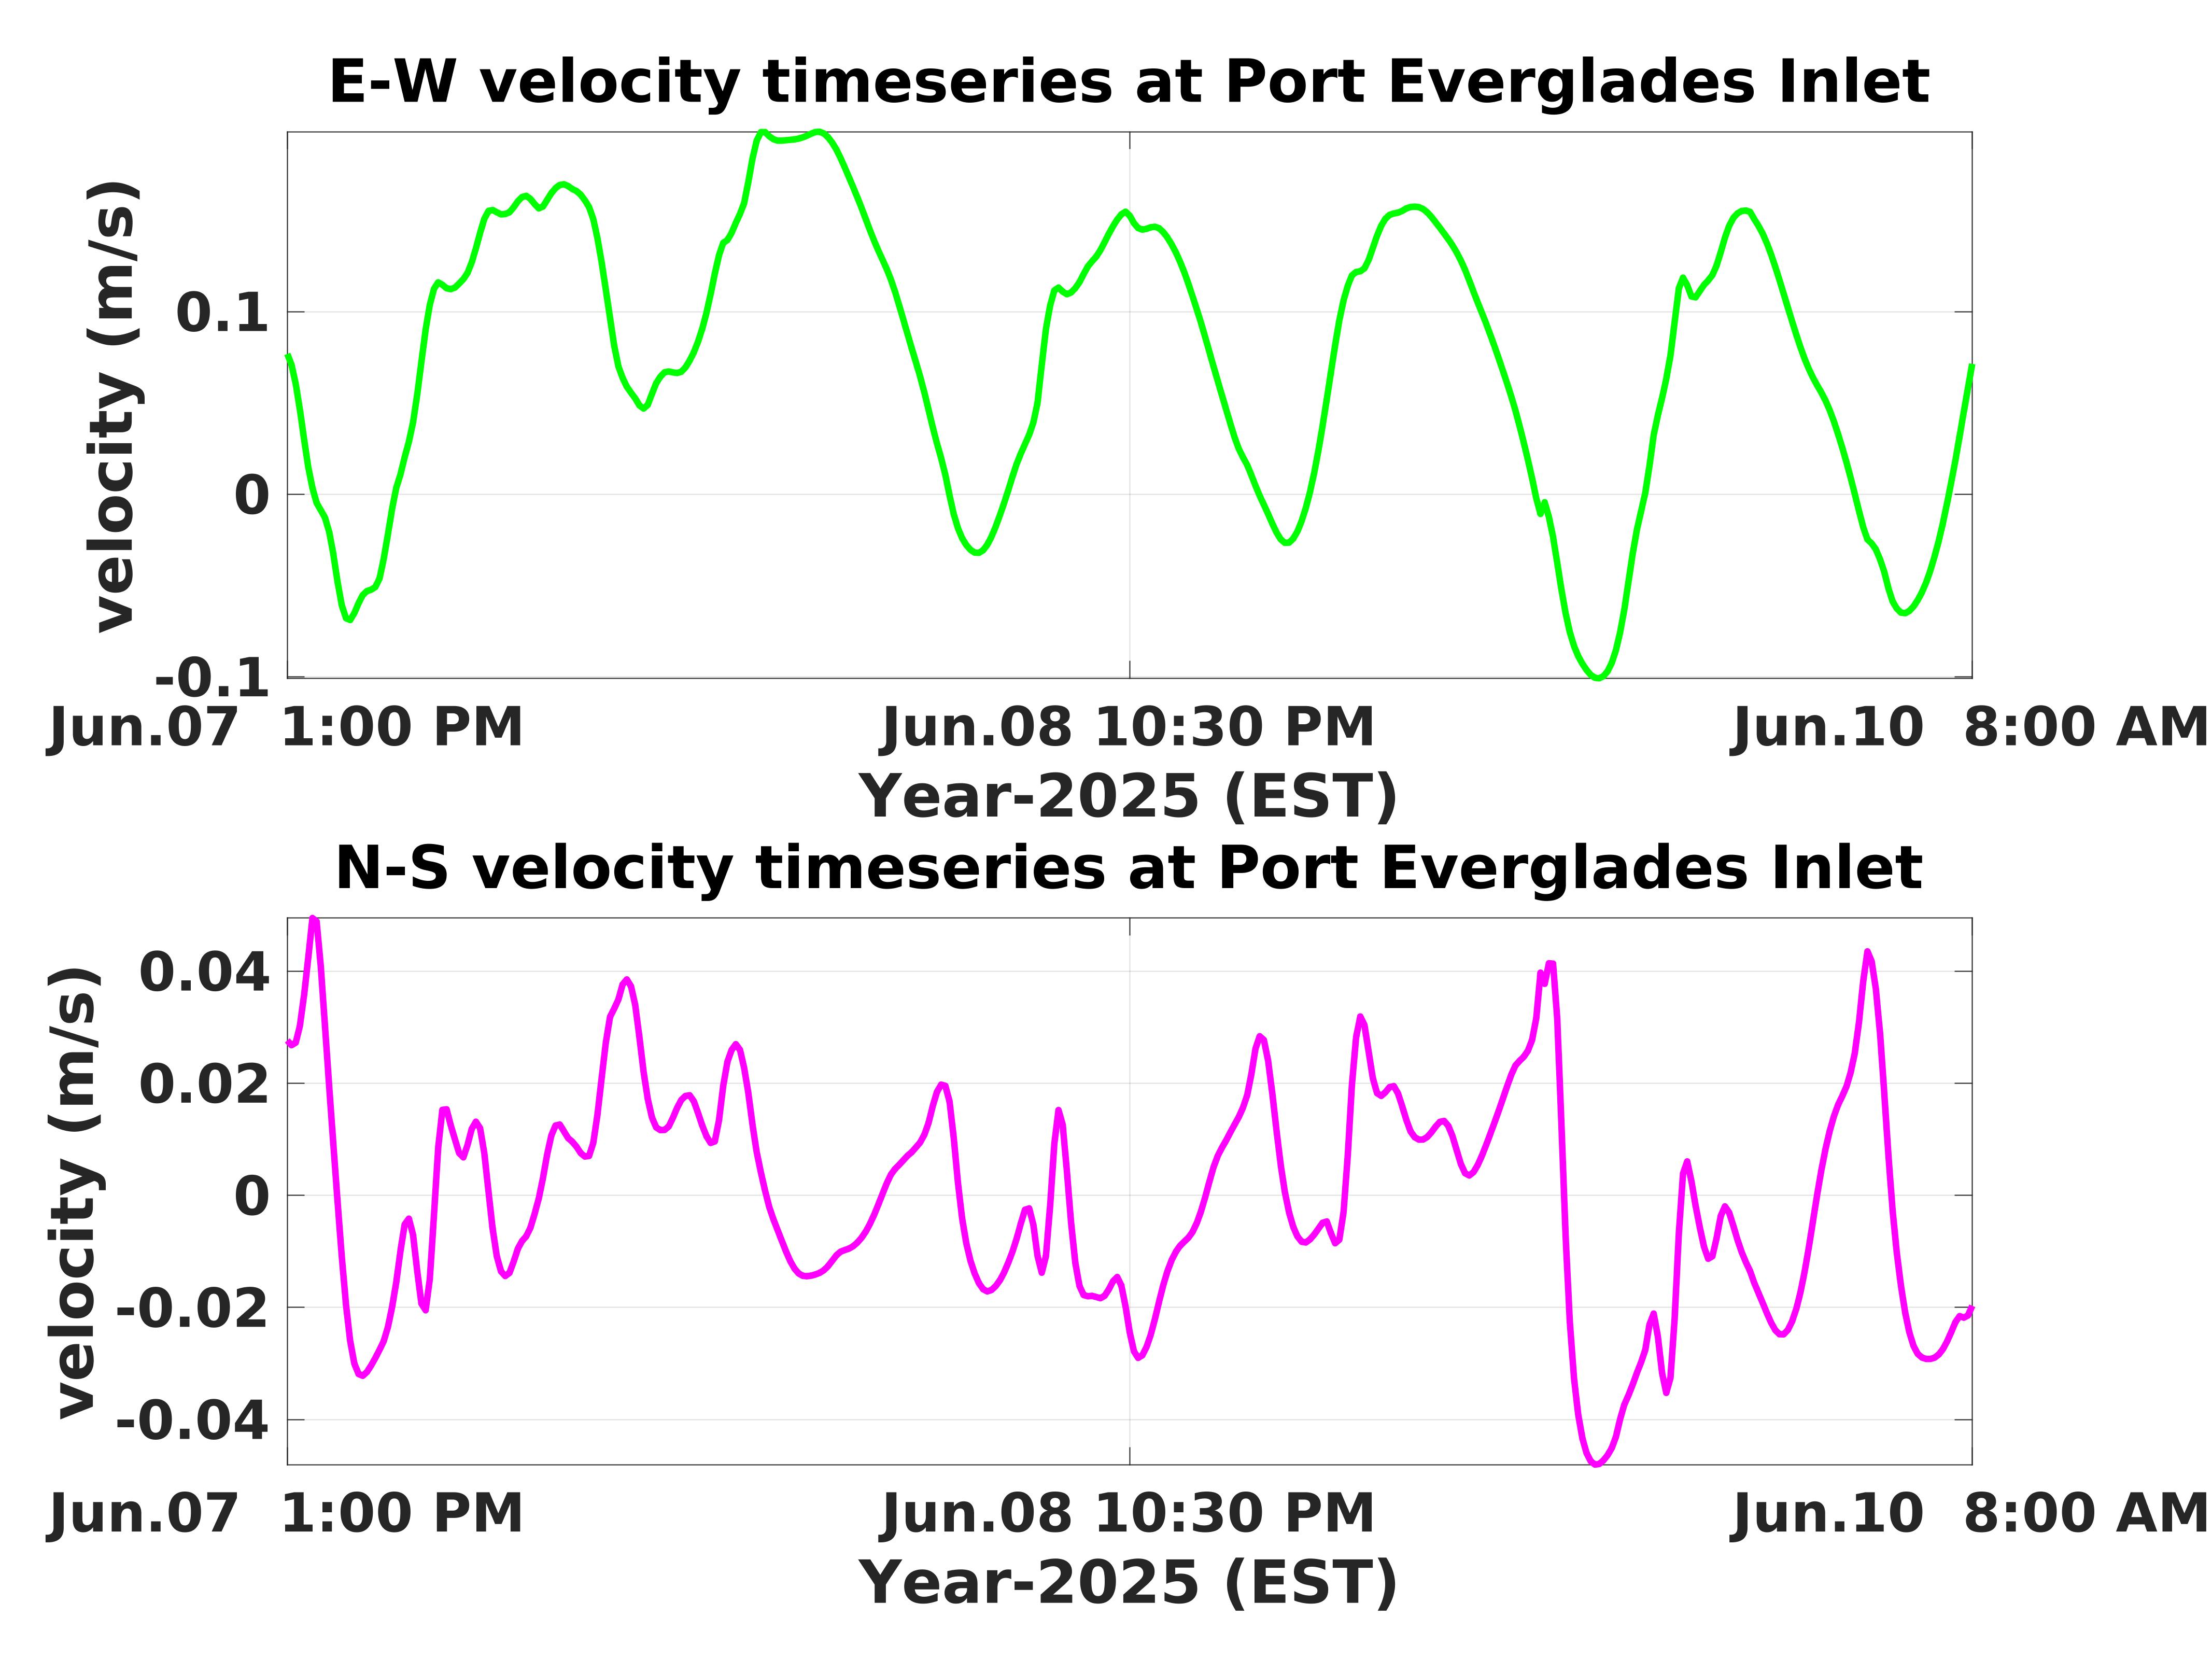 E-W velocity timeseries at Port Everglades Inlet
velocity (m/s)
0.1
0
-0.1
Jun.07 1:00 PM Jun.08 10:30 PM Jun.10 8:00 AM
Year-2025 (EST)
N-S velocity timeseries at Port Everglades Inlet
velocity (m/s)
0.04
0.02
0
-0.02
-0.04
Jun.07 1:00 PM Jun.08 10:30 PM Jun.10 8:00 AM
Year-2025 (EST)